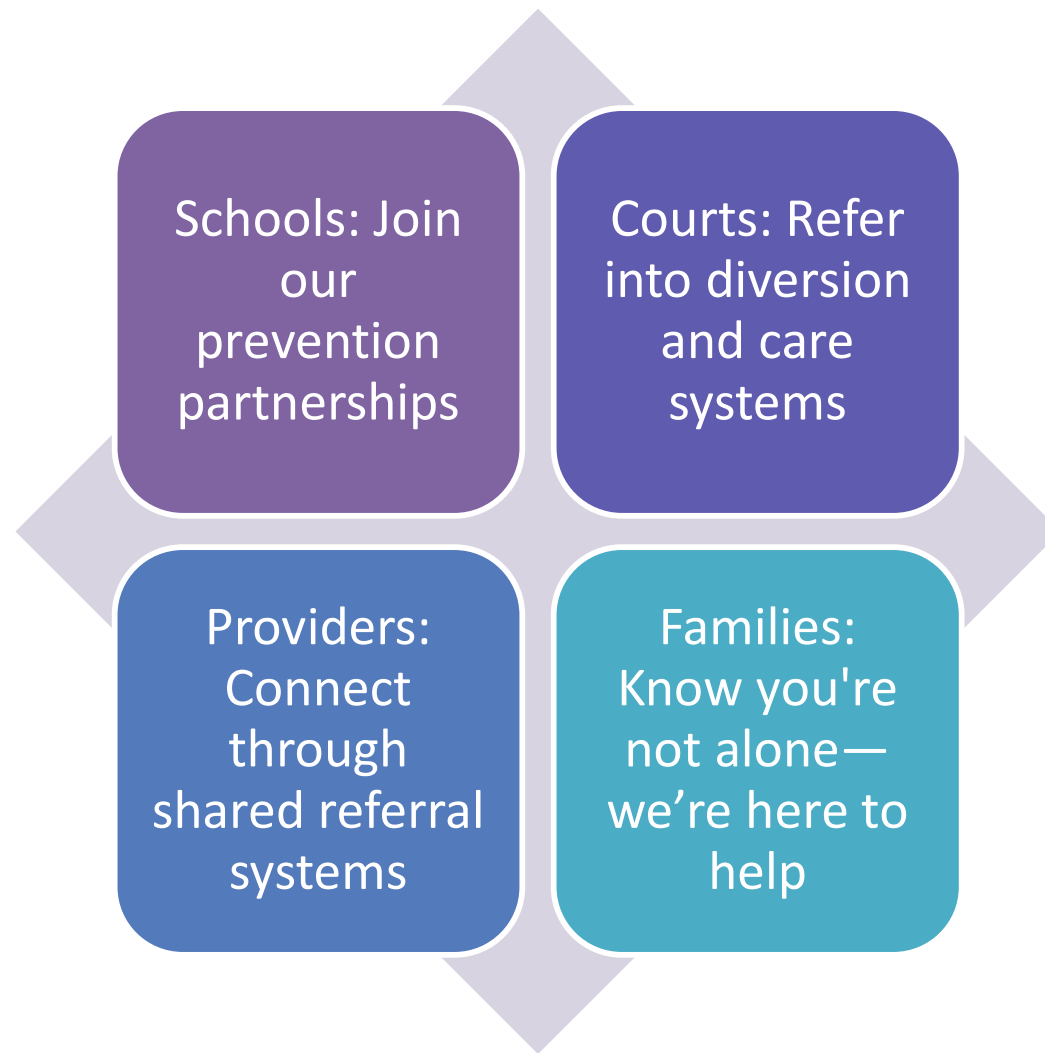 Schools: Join
our
prevention
partnerships
Courts: Refer
into diversion
and care
systems
Providers:
Connect
through
shared referral
systems
Families:
Know you're
not alone—
we’re here to
help